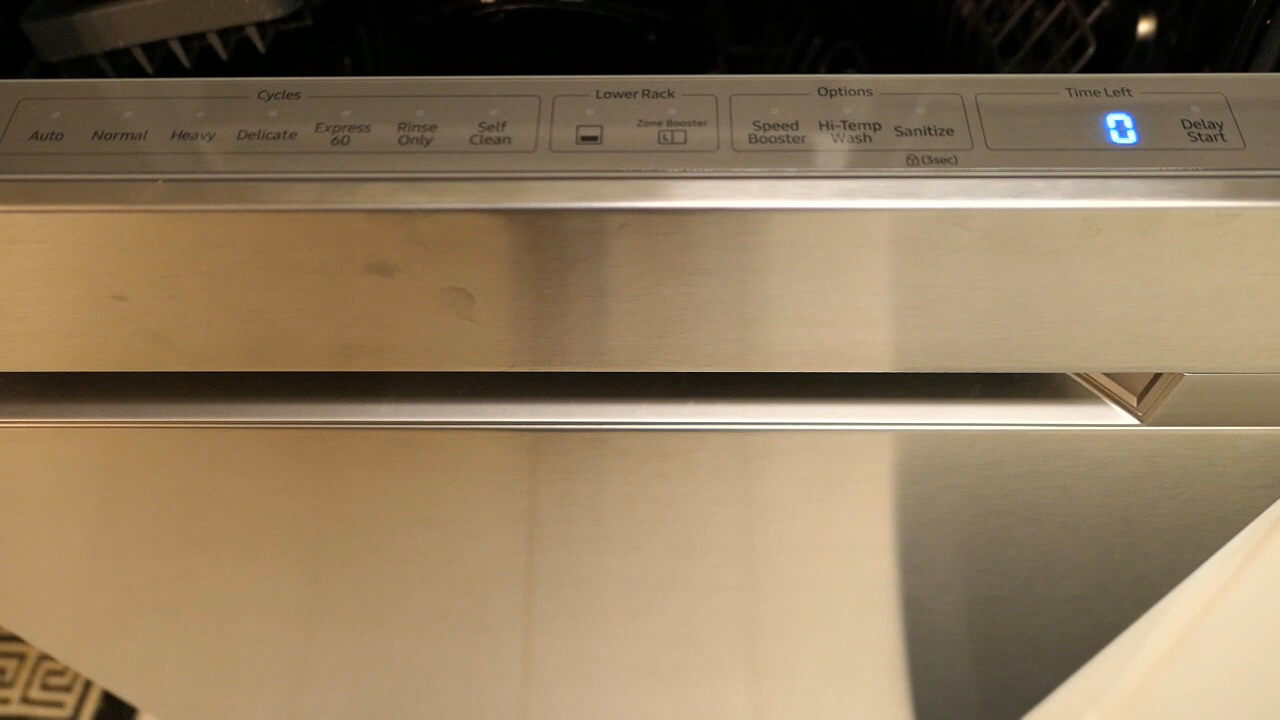 Cycles
Auto Normal Heavy Delicate Express 60 Rinse Only Self Clean
Lower Rack
Zone Booster
L
Options
Speed Booster Hi-Temp Wash Sanitize
(3sec)
Time Left
0 Delay Start